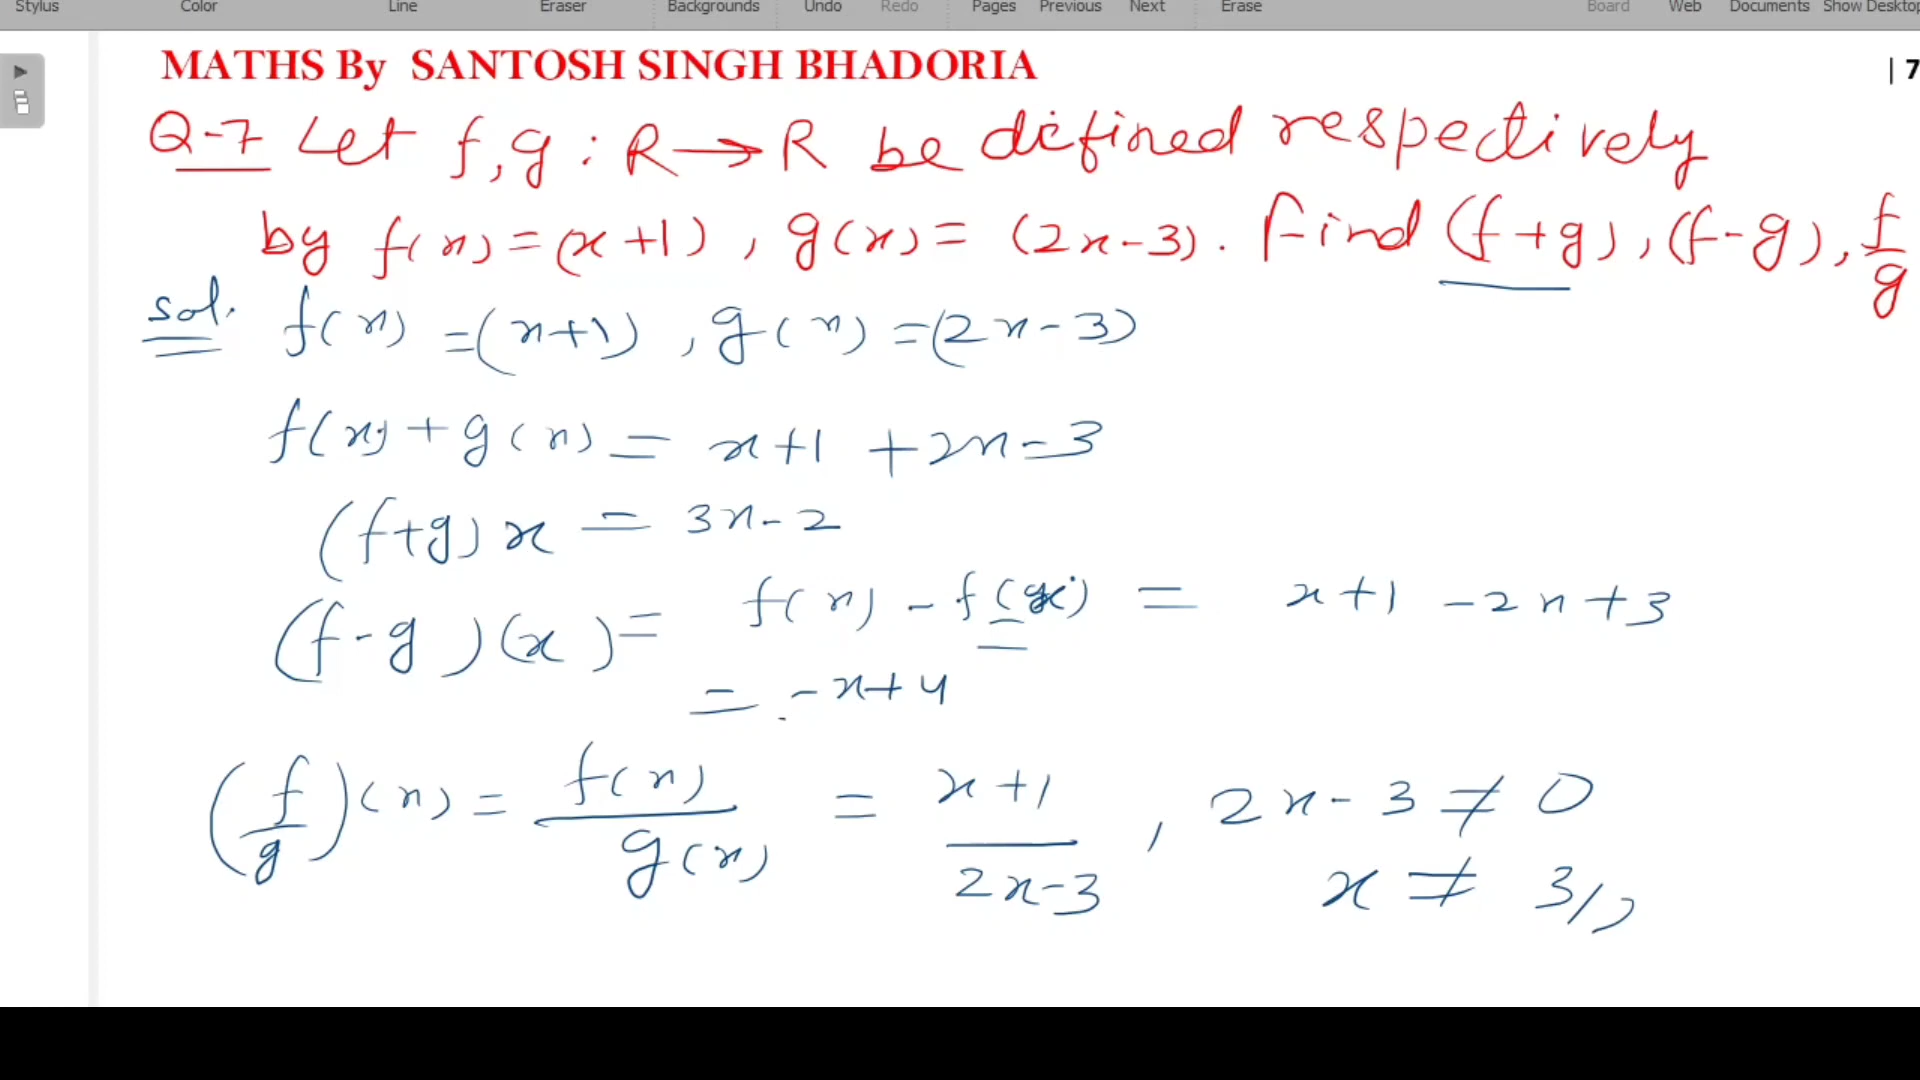 Stylus Color Line Eraser Backgrounds Undo Redo Pages Previous Next Erase Board Web Documents Show Desktop
MATHS By SANTOSH SINGH BHADORIA | 7
Q-7 Let f, g : R → R be defined respectively
by f(x) = (x+1), g(x) = (2x-3). Find (f+g), (f-g), f/g
sol. f(x) = (x+1), g(x) = (2x-3)
f(x) + g(x) = x+1 +2x-3
(f+g) x = 3x-2
(f-g)(x) = f(x) - f(x) = x+1 -2x+3
= -x+4
(f/g)(x) = f(x)/g(x) = x+1/2x-3, 2x-3 ≠ 0
x ≠ 3/2